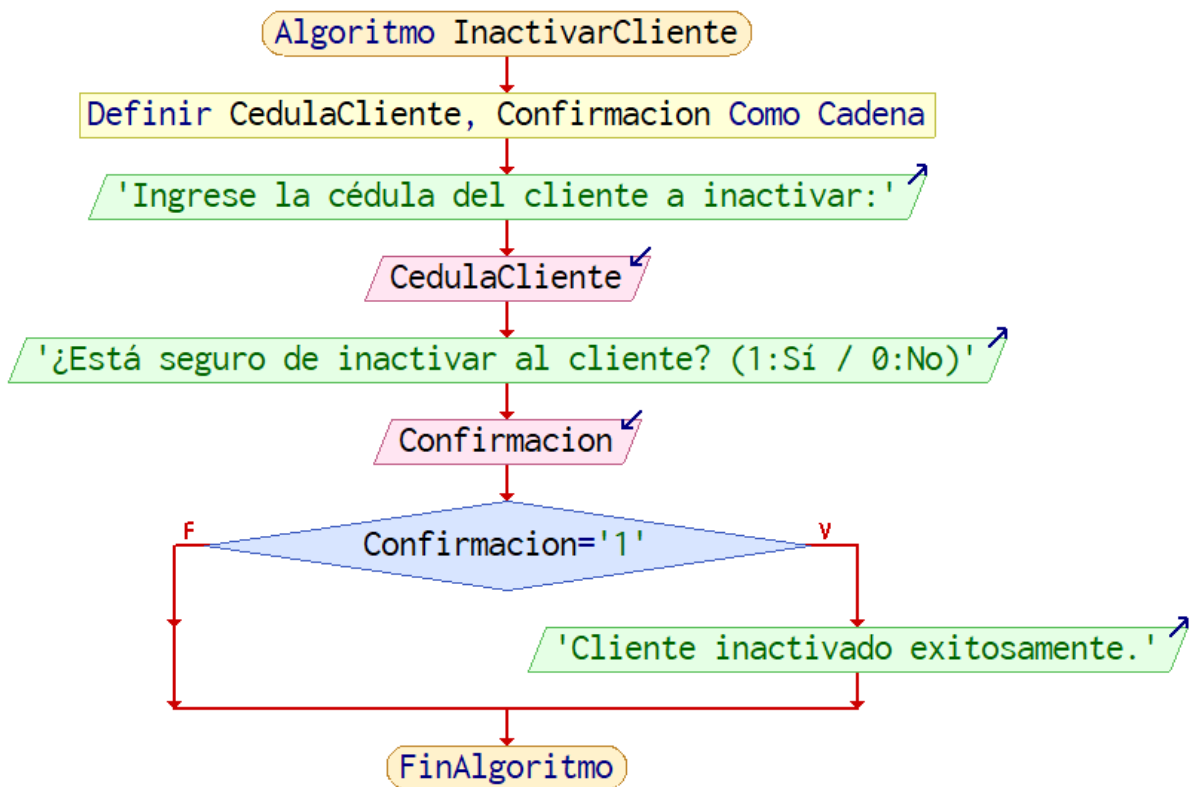 Algoritmo InactivarCliente
Definir CedulaCliente, Confirmacion Como Cadena
'Ingrese la cédula del cliente a inactivar:'
CedulaCliente
'¿Está seguro de inactivar al cliente? (1:Sí / 0:No)'
Confirmacion
F
V
Confirmacion='1'
'Cliente inactivado exitosamente.'
FinAlgoritmo